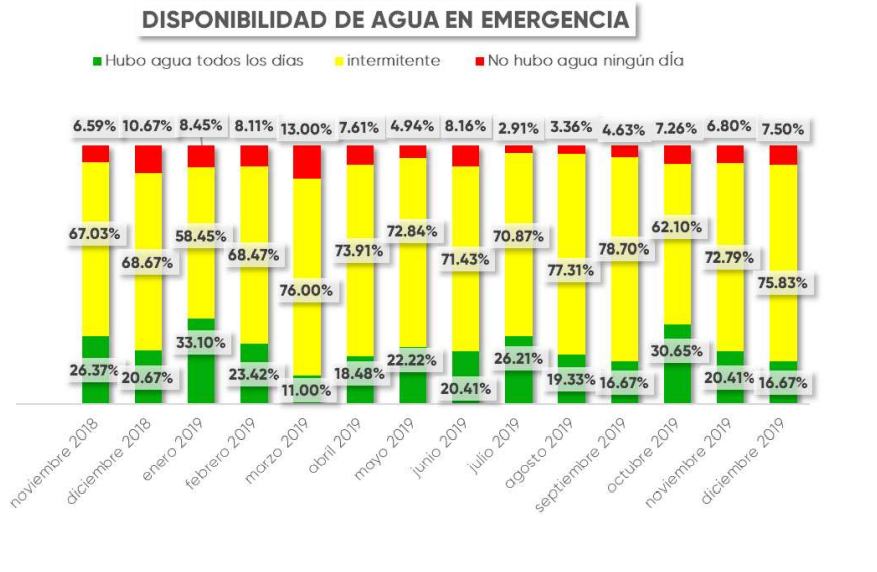 DISPONIBILIDAD DE AGUA EN EMERGENCIA
Hubo agua todos los días intermitente No hubo agua ningún día
6.59% 10.67% 8.45% 8.11% 13.00% 7.61% 4.94% 8.16% 2.91% 3.36% 4.63% 7.26% 6.80% 7.50%
67.03% 68.67% 58.45% 68.47% 76.00% 73.91% 72.84% 71.43% 70.87% 77.31% 78.70% 62.10% 72.79% 75.83%
26.37% 20.67% 33.10% 23.42% 11.00% 18.48% 22.22% 20.41% 26.21% 19.33% 16.67% 30.65% 20.41% 16.67%
noviembre 2018 diciembre 2018 enero 2019 febrero 2019 marzo 2019 abril 2019 mayo 2019 junio 2019 julio 2019 agosto 2019 septiembre 2019 octubre 2019 noviembre 2019 diciembre 2019